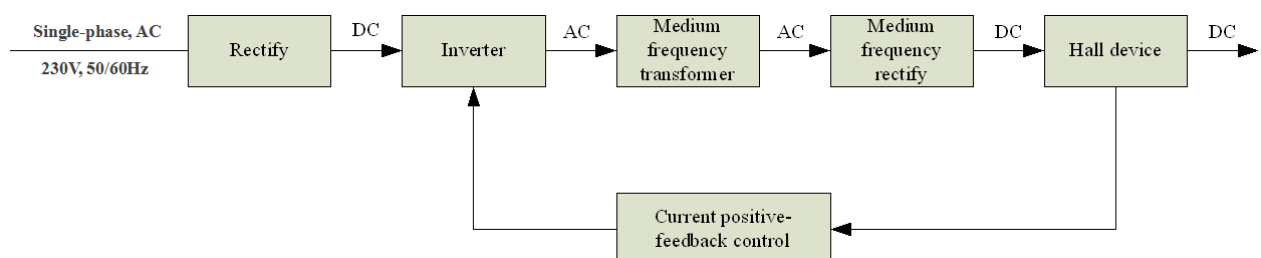 Single-phase, AC
230V, 50/60Hz
Rectify
DC
Inverter
AC
Medium
frequency
transformer
AC
Medium
frequency
rectify
DC
Hall device
DC
Current positive-
feedback control